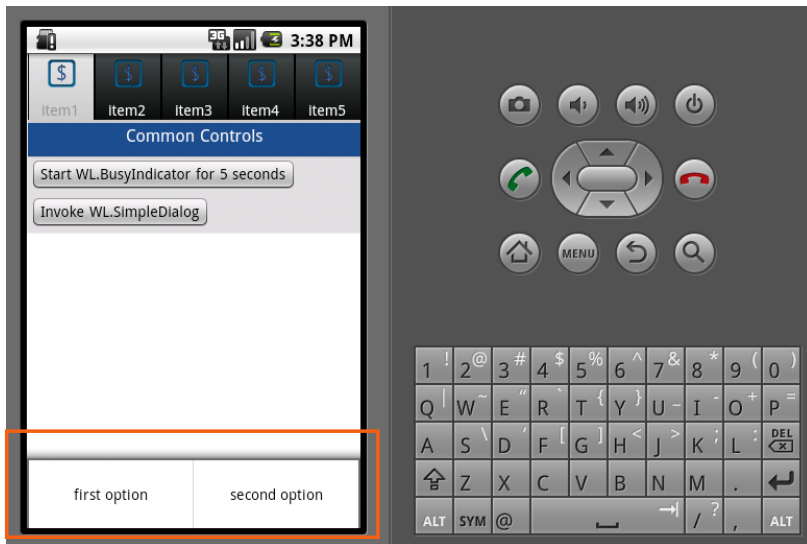 3G 3:38 PM
$ $ $ $ $
item1 item2 item3 item4 item5
Common Controls
Start WL.BusyIndicator for 5 seconds
Invoke WL.SimpleDialog
first option second option
MENU
1 ! 2 @ 3 # 4 $ 5 % 6 ^ 7 & 8 * 9 ( 0 )
Q | W ~ E " R ` T { Y } U _ I - O + P =
A S \ D ' F [ G ] H < J > K ; L : DEL
Z X C V B N M .
ALT SYM @ / ? , ALT